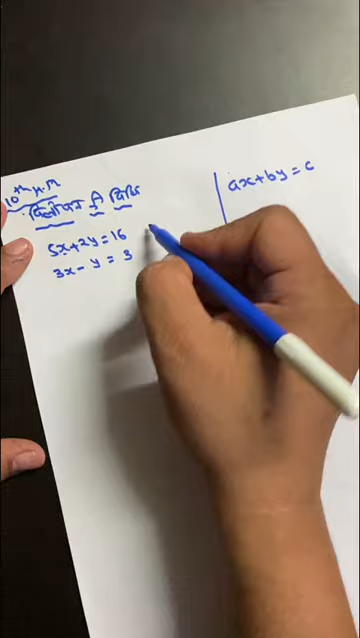 10th H.M
विलोपन की विधि
5x+2y=16
3x-y=3
ax+by=c